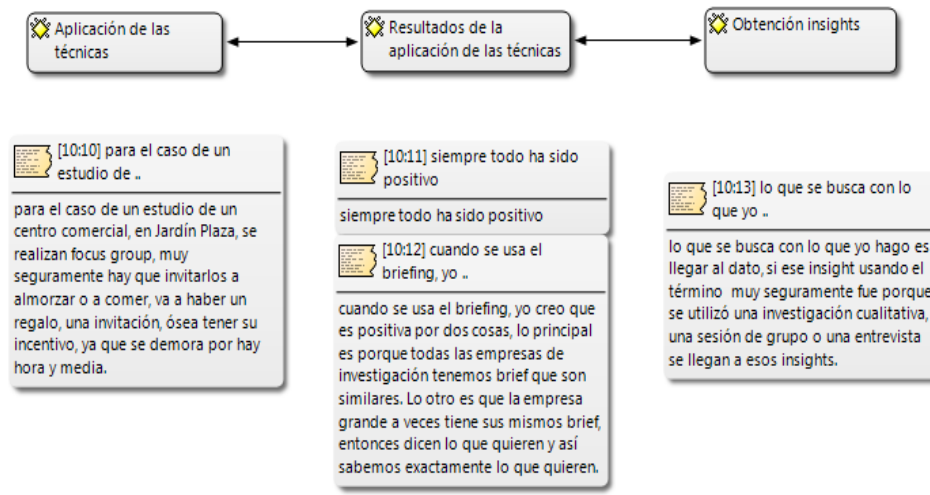 Aplicación de las
técnicas
Resultados de la
aplicación de las técnicas
Obtención insights
[10:10] para el caso de un
estudio de ..
para el caso de un estudio de un
centro comercial, en Jardín Plaza, se
realizan focus group, muy
seguramente hay que invitarlos a
almorzar o a comer, va a haber un
regalo, una invitación, ósea tener su
incentivo, ya que se demora por hay
hora y media.
[10:11] siempre todo ha sido
positivo
siempre todo ha sido positivo
[10:12] cuando se usa el
briefing, yo ..
cuando se usa el briefing, yo creo que
es positiva por dos cosas, lo principal
es porque todas las empresas de
investigación tenemos brief que son
similares. Lo otro es que la empresa
grande a veces tiene sus mismos brief,
entonces dicen lo que quieren y así
sabemos exactamente lo que quieren.
[10:13] lo que se busca con lo
que yo ..
lo que se busca con lo que yo hago es
llegar al dato, si ese insight usando el
término muy seguramente fue porque
se utilizó una investigación cualitativa,
una sesión de grupo o una entrevista
se llegan a esos insights.